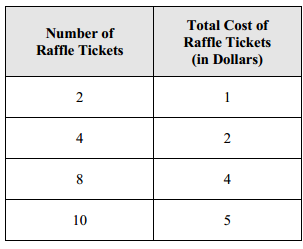 Number of Raffle Tickets
Total Cost of Raffle Tickets (in Dollars)
2 1
4 2
8 4
10 5